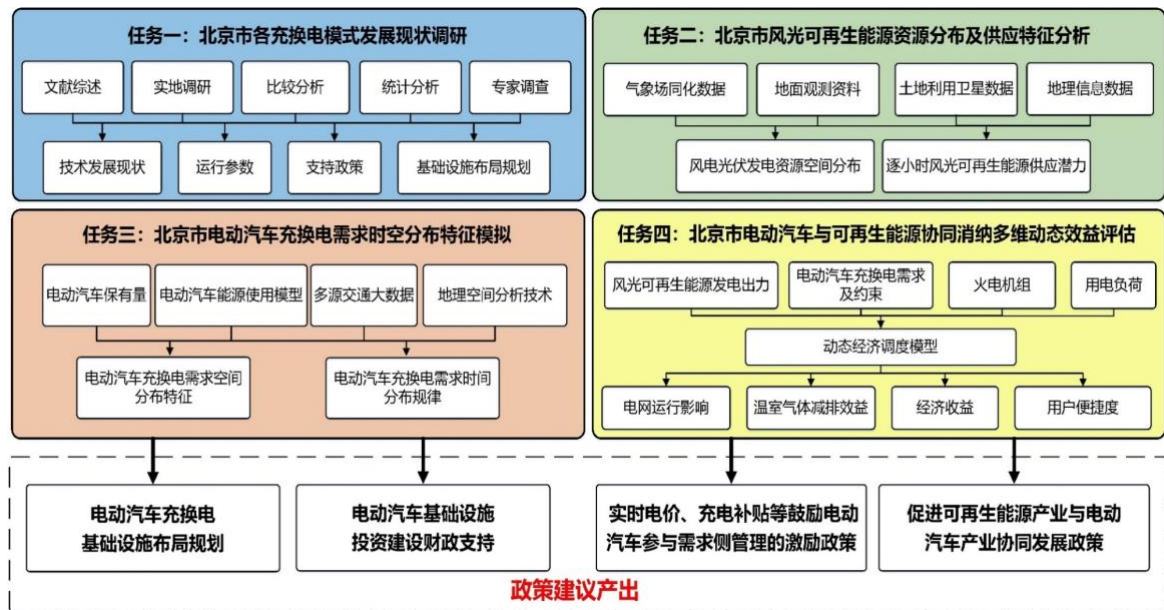 任务一：北京市各充换电模式发展现状调研
文献综述
实地调研
比较分析
统计分析
专家调查
技术发展现状
运行参数
支持政策
基础设施布局规划
任务二：北京市风光可再生能源资源分布及供应特征分析
气象场同化数据
地面观测资料
土地利用卫星数据
地理信息数据
风电光伏发电资源空间分布
逐小时风光可再生能源供应潜力
任务三：北京市电动汽车充换电需求时空分布特征模拟
电动汽车保有量
电动汽车能源使用模型
多源交通大数据
地理空间分析技术
电动汽车充换电需求空间
分布特征
电动汽车充换电需求时间
分布规律
任务四：北京市电动汽车与可再生能源协同消纳多维动态效益评估
风光可再生能源发电出力
电动汽车充换电需求
及约束
火电机组
用电负荷
动态经济调度模型
电网运行影响
温室气体减排效益
经济收益
用户便捷度
电动汽车充换电
基础设施布局规划
电动汽车基础设施
投资建设财政支持
实时电价、充电补贴等鼓励电动
汽车参与需求侧管理的激励政策
促进可再生能源产业与电动
汽车产业协同发展政策
政策建议产出